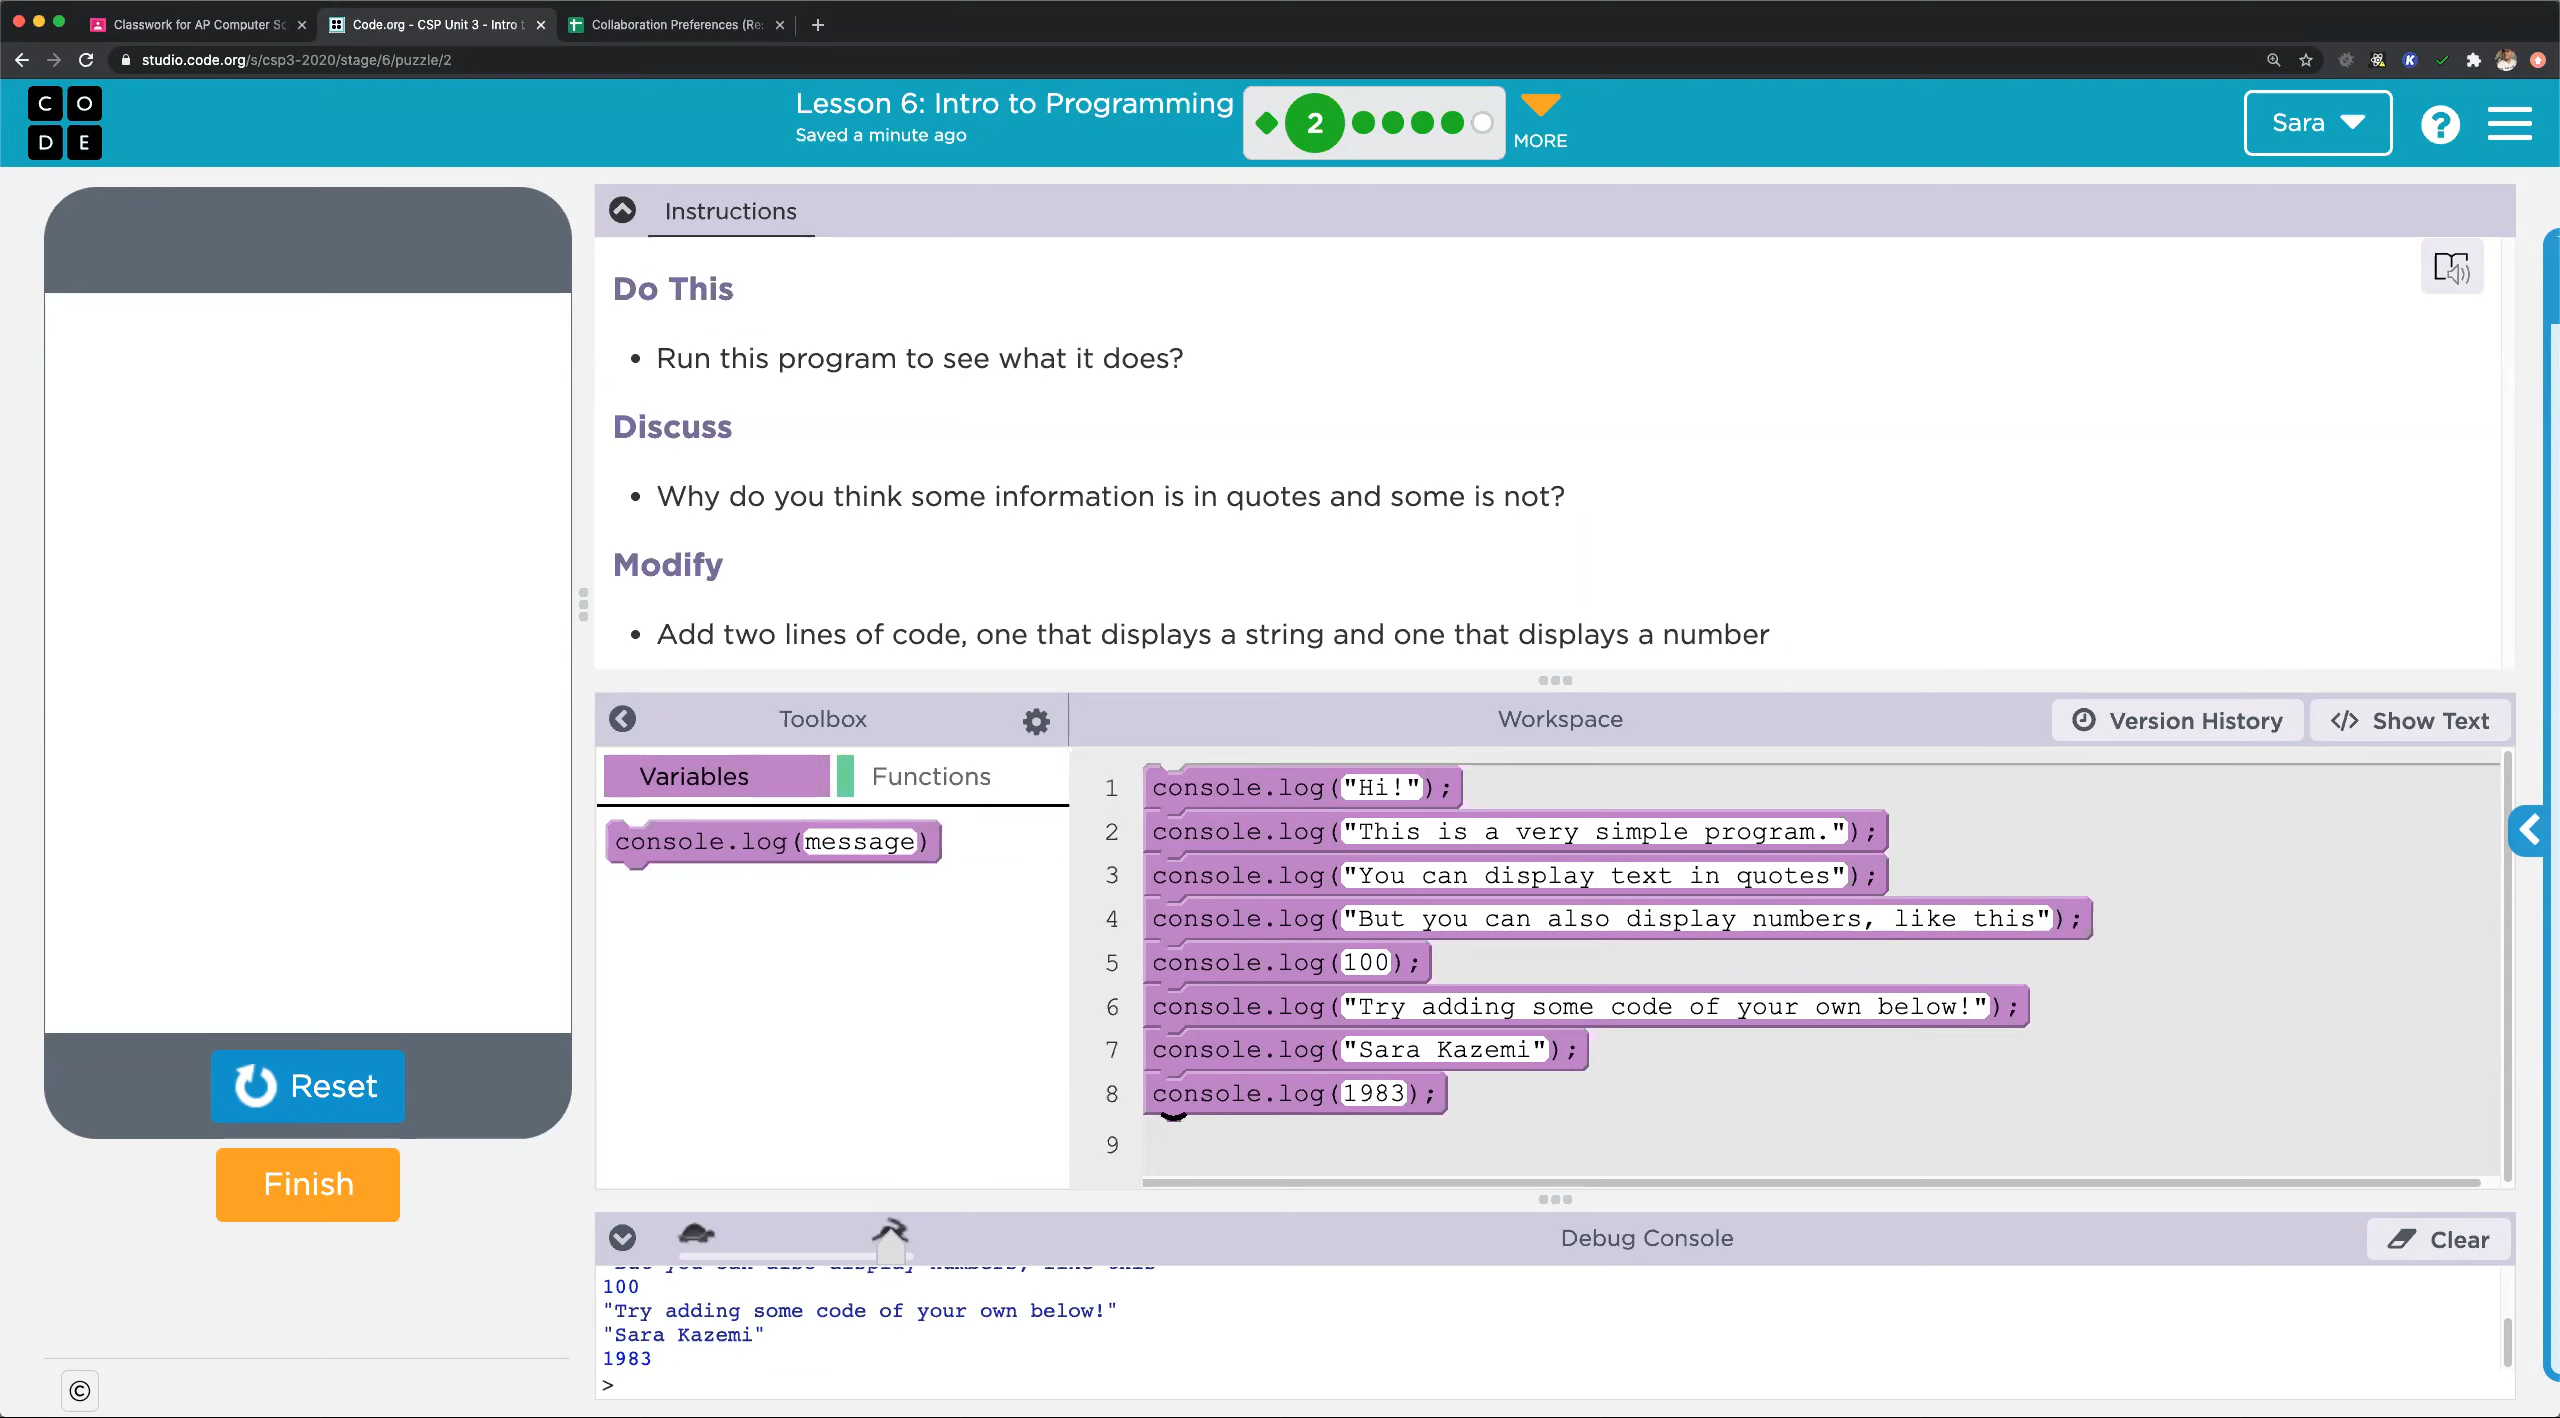 Classwork for AP Computer Sc
Code.org - CSP Unit 3 - Intro t
Collaboration Preferences (Re
studio.code.org/s/csp3-2020/stage/6/puzzle/2
C O
D E
Lesson 6: Intro to Programming
Saved a minute ago
2
MORE
Sara
?
Instructions
Do This
• Run this program to see what it does?
Discuss
• Why do you think some information is in quotes and some is not?
Modify
• Add two lines of code, one that displays a string and one that displays a number
Toolbox
Workspace
Version History
</> Show Text
Variables
Functions
console.log(message)
1 console.log("Hi!");
2 console.log("This is a very simple program.");
3 console.log("You can display text in quotes");
4 console.log("But you can also display numbers, like this");
5 console.log(100);
6 console.log("Try adding some code of your own below!");
7 console.log("Sara Kazemi");
8 console.log(1983);
9
Reset
Finish
Debug Console
Clear
"But you can also display numbers, like this"
100
"Try adding some code of your own below!"
"Sara Kazemi"
1983
>
©